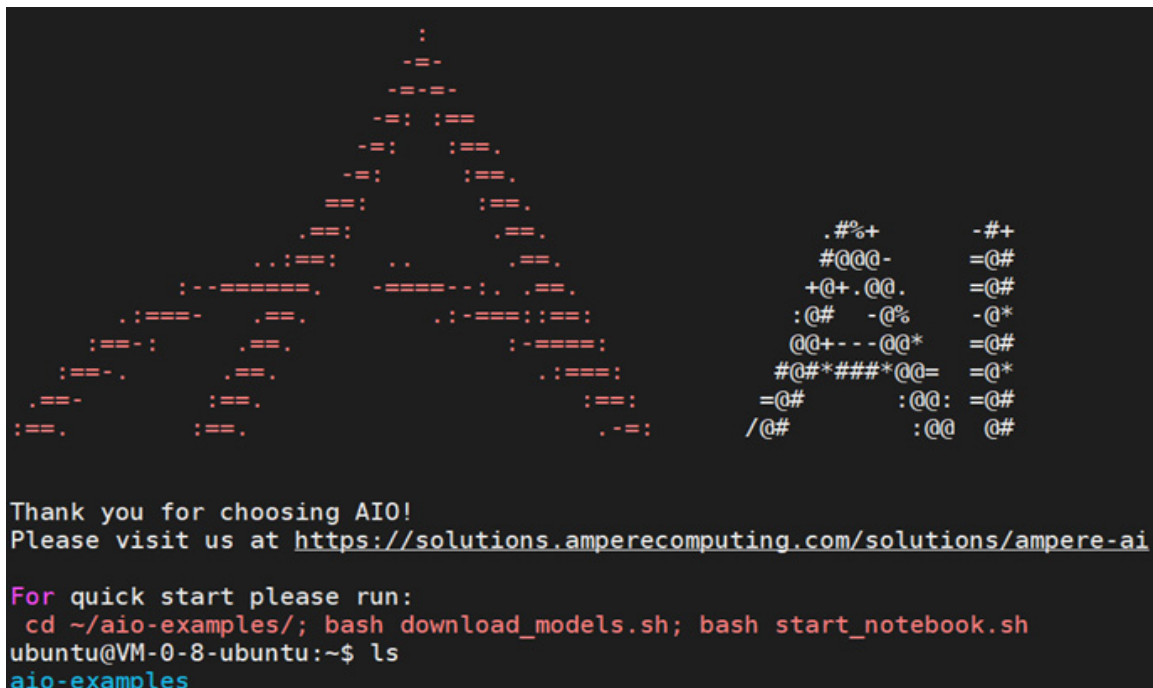 Thank you for choosing AIO!
Please visit us at https://solutions.amperecomputing.com/solutions/ampere-ai
For quick start please run:
cd ~/aio-examples/; bash download_models.sh; bash start_notebook.sh
ubuntu@VM-0-8-ubuntu:~$ ls
aio-examples